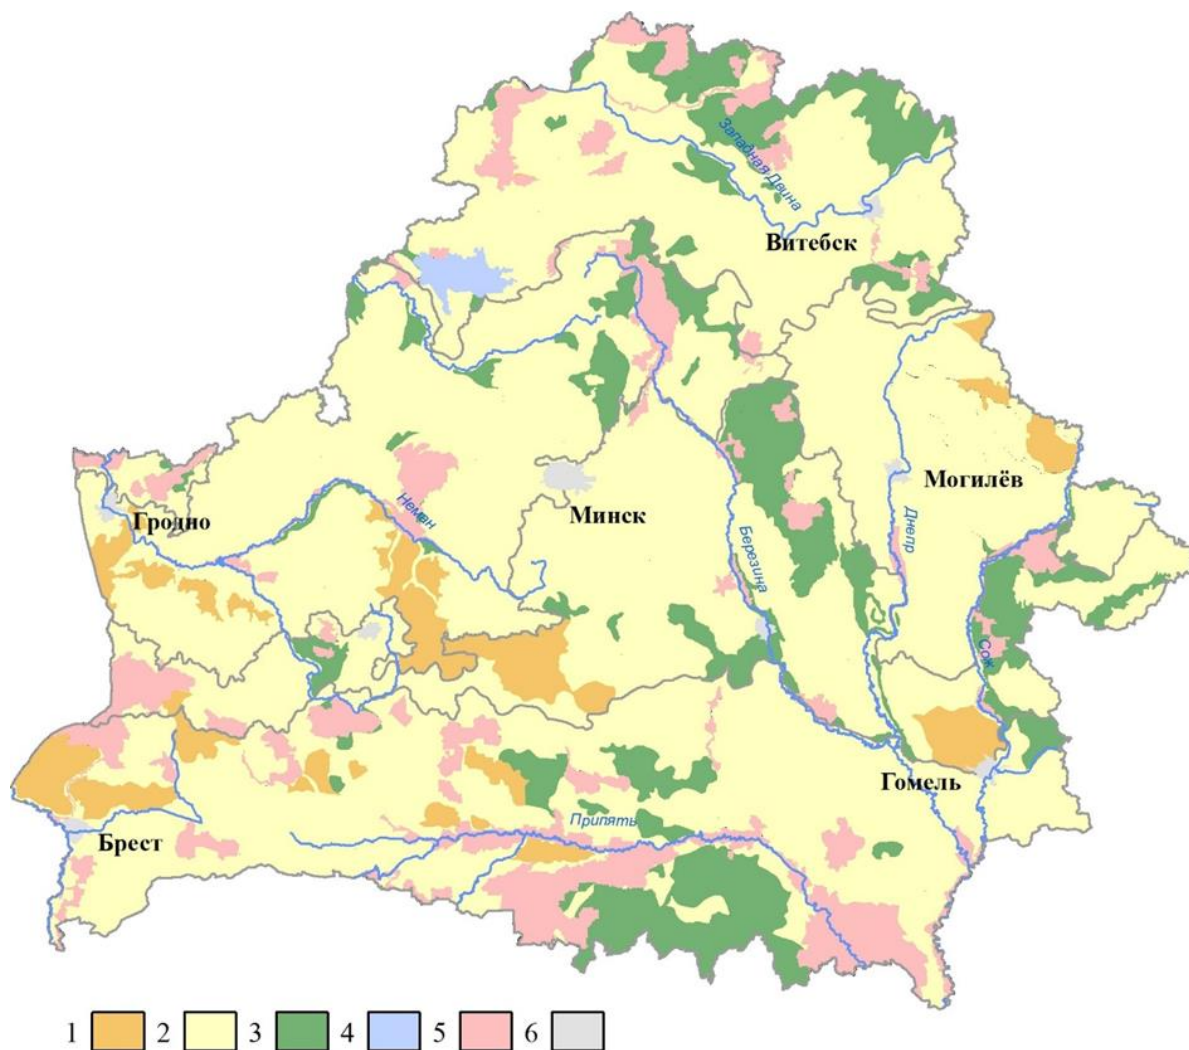 Западная Двина
Витебск
Могилёв
Неман
Гродно
Минск
Днепр
Березина
Сож
Гомель
Припять
Брест
1 2 3 4 5 6